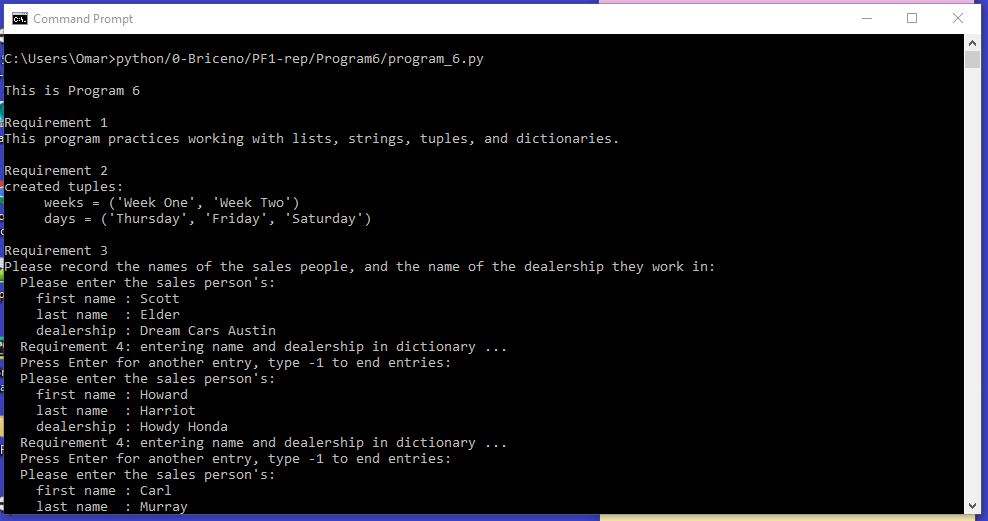 Command Prompt
C:\Users\Omar>python/0-Briceno/PF1-rep/Program6/program_6.py
This is Program 6
Requirement 1
This program practices working with lists, strings, tuples, and dictionaries.
Requirement 2
created tuples:
weeks = ('Week One', 'Week Two')
days = ('Thursday', 'Friday', 'Saturday')
Requirement 3
Please record the names of the sales people, and the name of the dealership they work in:
Please enter the sales person's:
first name : Scott
last name  : Elder
dealership : Dream Cars Austin
Requirement 4: entering name and dealership in dictionary ...
Press Enter for another entry, type -1 to end entries:
Please enter the sales person's:
first name : Howard
last name  : Harriot
dealership : Howdy Honda
Requirement 4: entering name and dealership in dictionary ...
Press Enter for another entry, type -1 to end entries:
Please enter the sales person's:
first name : Carl
last name  : Murray